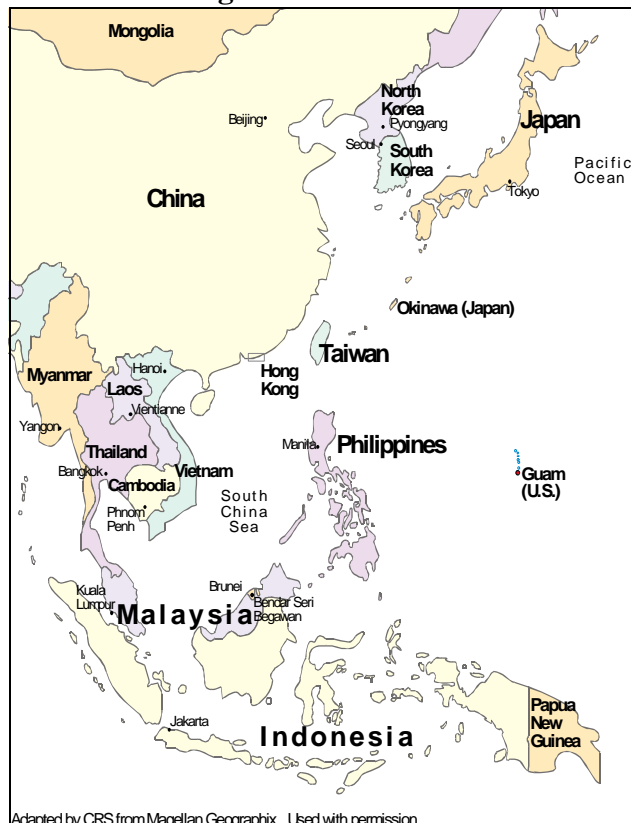 Mongolia
North
Korea
Beijing
Pyongyang
Japan
Seoul
South
Korea
Pacific
Ocean
China
Tokyo
Okinawa (Japan)
Taiwan
Hanoi
Hong
Kong
Myanmar
Laos
Vientianne
Yangon
Manila
Philippines
Thailand
Vietnam
Bangkok
Cambodia
Guam
(U.S.)
South
China
Sea
Phnom
Penh
Kuala
Lumpur
Brunei
Malaysia
Bendar Seri
Begawan
Papua
New
Guinea
Jakarta
Indonesia
Adapted by CRS from Magellan Geographix. Used with permission